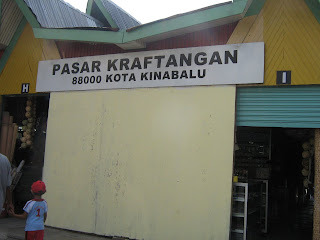 PASAR KRAFTANGAN
88000 KOTA KINABALU
H
I